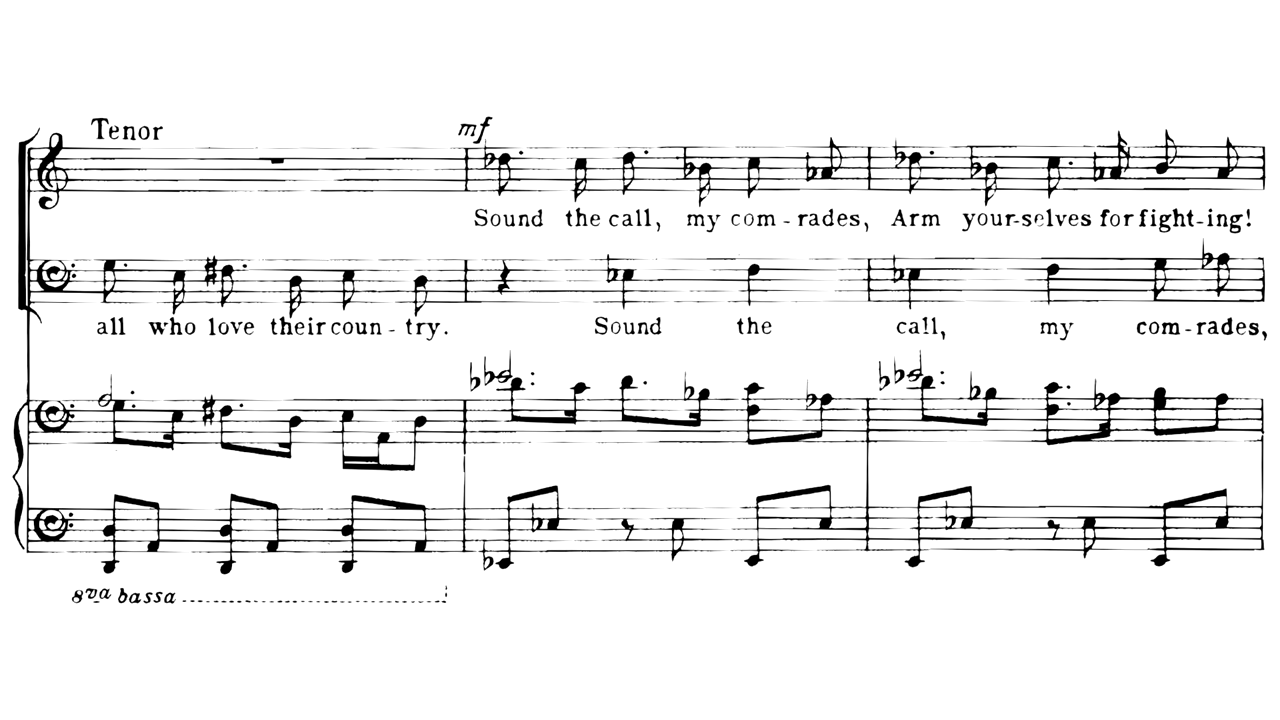 Tenor
mf
Sound the call, my com - rades, Arm your-selves for fight-ing!
all who love their coun - try. Sound the call, my com-rades,
8va bassa